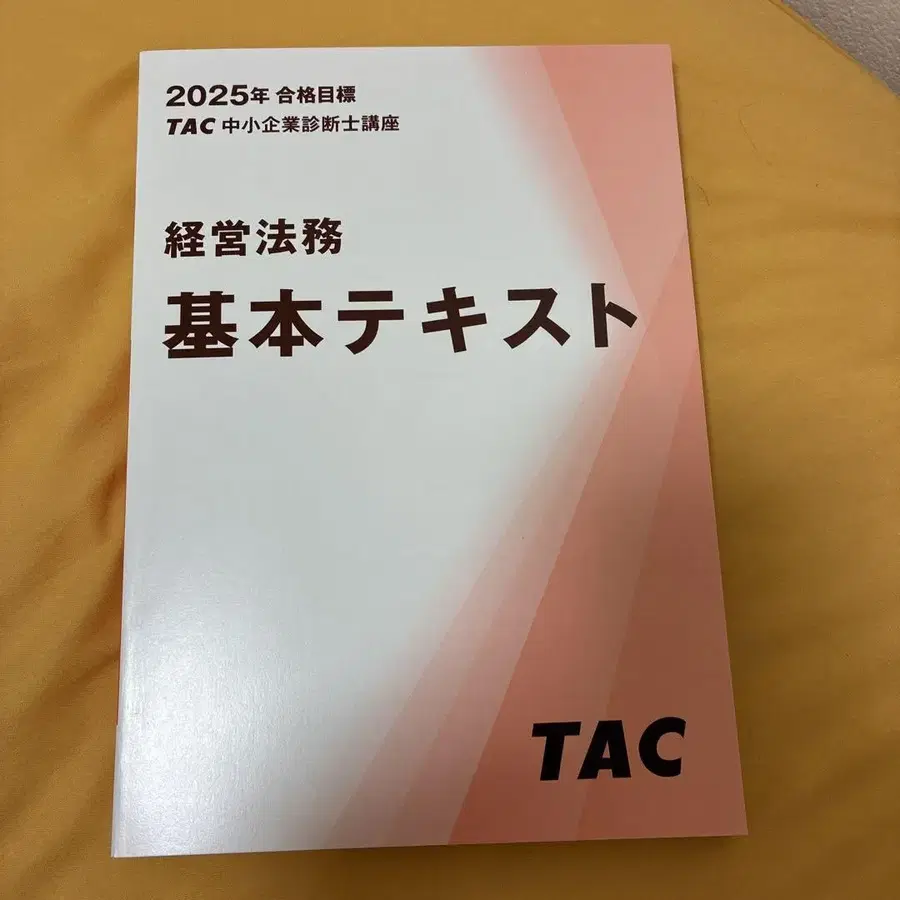 2025年 合格目標
TAC 中小企業診断士講座
経営法務
基本テキスト
TAC